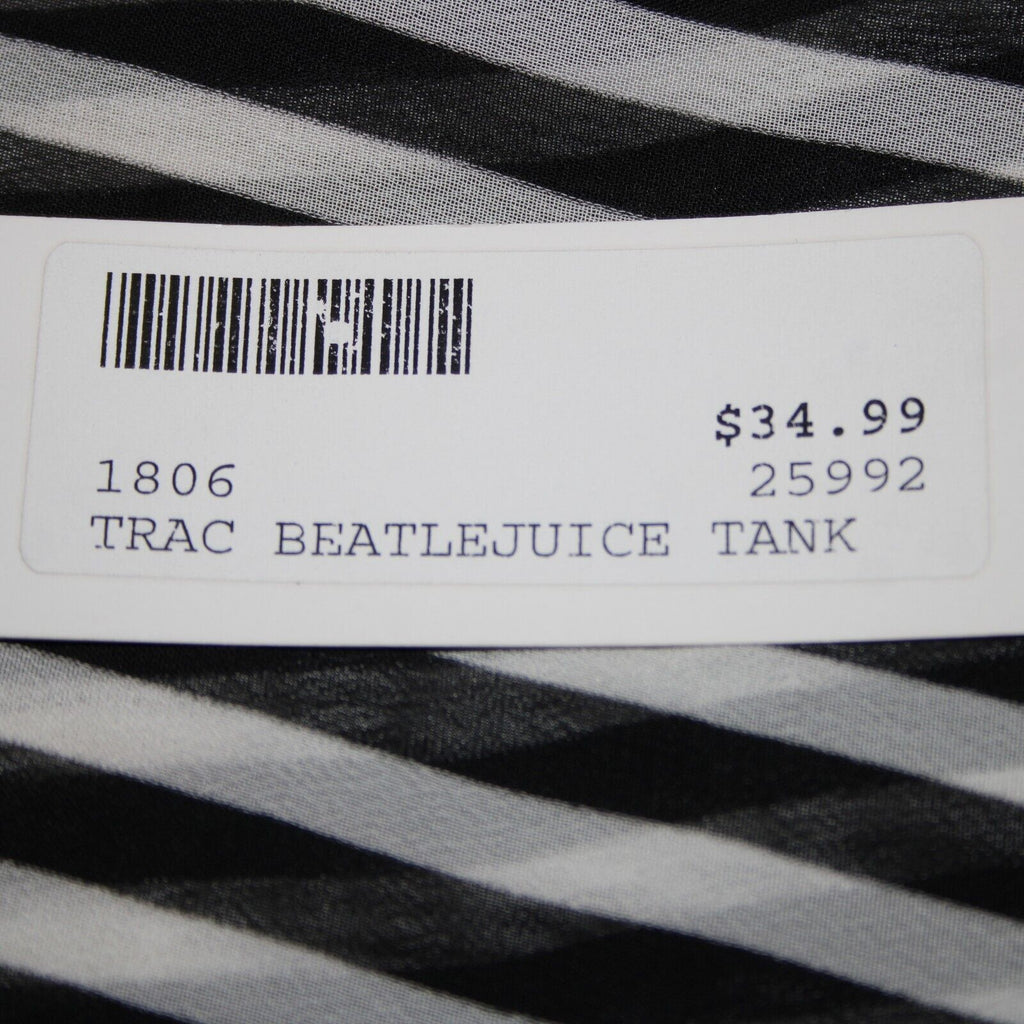 $34.99
1806 25992
TRAC BEATLEJUICE TANK